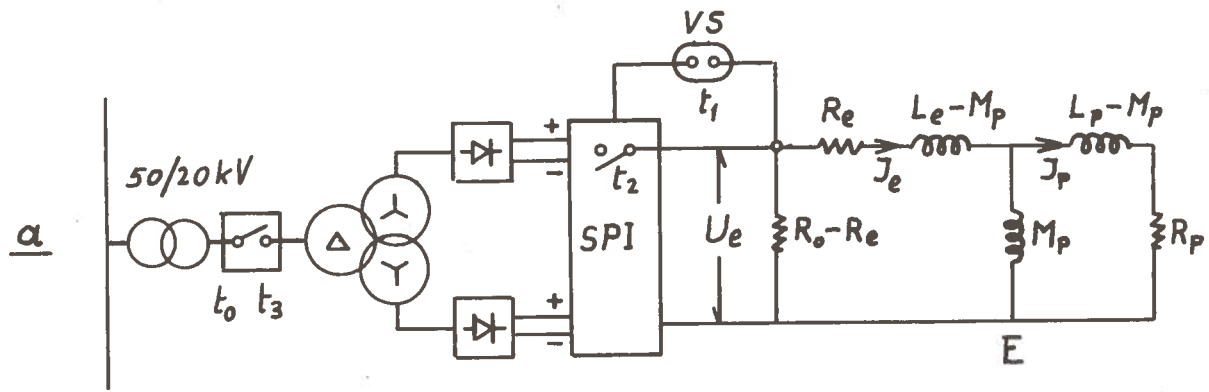 VS
t₁
50/20kV
a
t₀ t₃
Δ
+
−
SPI
t₂
+
−
Uₑ
R₀−Rₑ
Rₑ
Jₑ
Lₑ−Mₚ
Jₚ
Lₚ−Mₚ
Mₚ
Rₚ
E